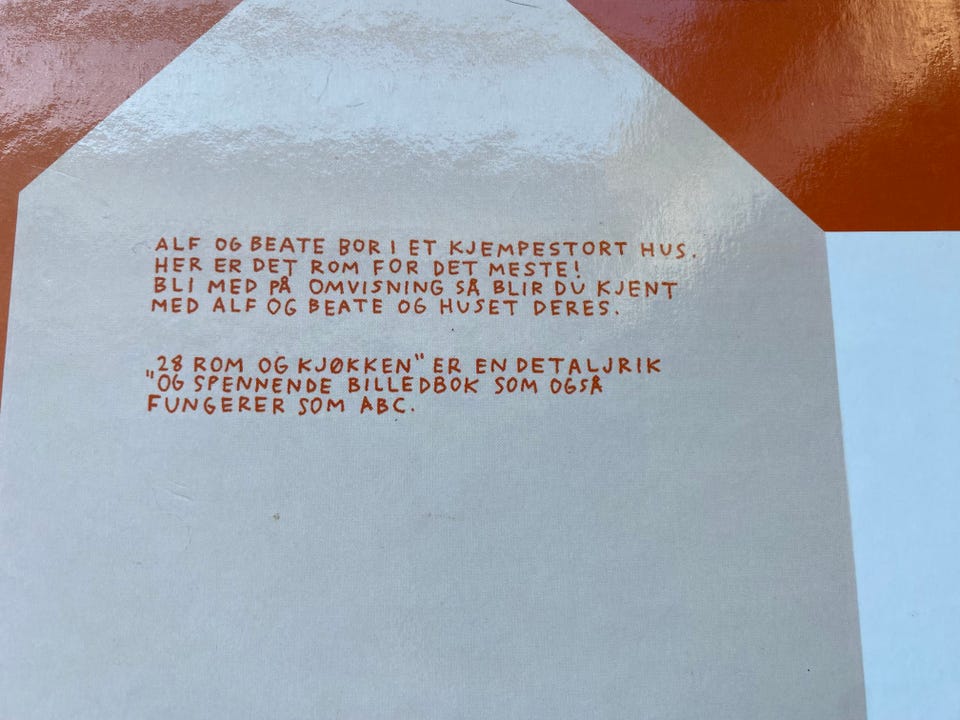 ALF OG BEATE BOR I ET KJEMPESTORT HUS.
HER ER DET ROM FOR DET MESTE!
BLI MED PÅ OMVISNING SÅ BLIR DU KJENT
MED ALF OG BEATE OG HUSET DERES.
"28 ROM OG KJØKKEN" ER EN DETALJRIK
OG SPENNENDE BILLEDBOK SOM OGSÅ
FUNGERER SOM ABC.